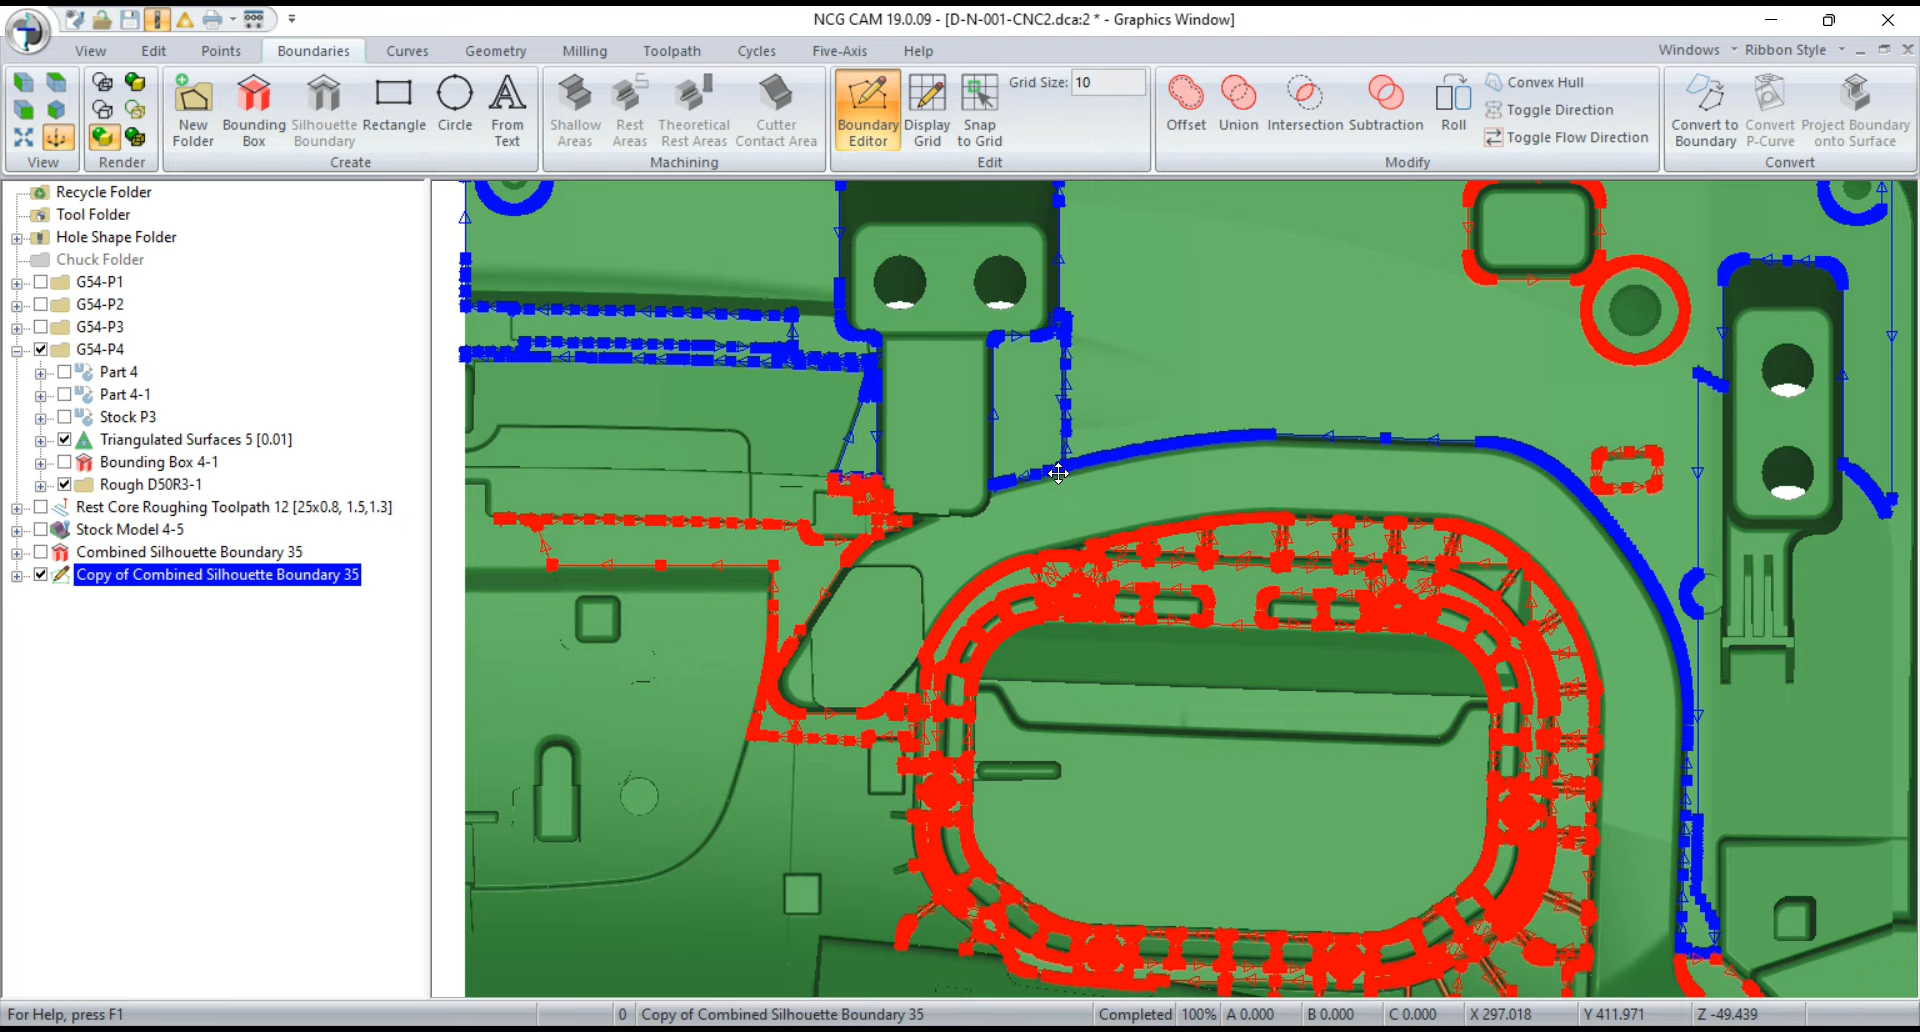 NCG CAM 19.0.09 - [D-N-001-CNC2.dca:2 * - Graphics Window]
View Edit Points Boundaries Curves Geometry Milling Toolpath Cycles Five-Axis Help Windows Ribbon Style
New Folder
Bounding Box
Silhouette Boundary
Rectangle
Circle
From Text
Shallow Areas
Rest Areas
Theoretical Rest Areas
Cutter Contact Area
Boundary Editor
Display Grid
Snap to Grid
Grid Size: 10
Offset
Union
Intersection
Subtraction
Roll
Convex Hull
Toggle Direction
Toggle Flow Direction
Convert to Boundary
Convert P-Curve
Project Boundary onto Surface
View Render Create Machining Edit Modify Convert
Recycle Folder
Tool Folder
Hole Shape Folder
Chuck Folder
G54-P1
G54-P2
G54-P3
G54-P4
Part 4
Part 4-1
Stock P3
Triangulated Surfaces 5 [0.01]
Bounding Box 4-1
Rough D50R3-1
Rest Core Roughing Toolpath 12 [25x0.8, 1.5,1.3]
Stock Model 4-5
Combined Silhouette Boundary 35
Copy of Combined Silhouette Boundary 35
For Help, press F1 0 Copy of Combined Silhouette Boundary 35 Completed 100% A 0.000 B 0.000 C 0.000 X 297.018 Y 411.971 Z -49.439